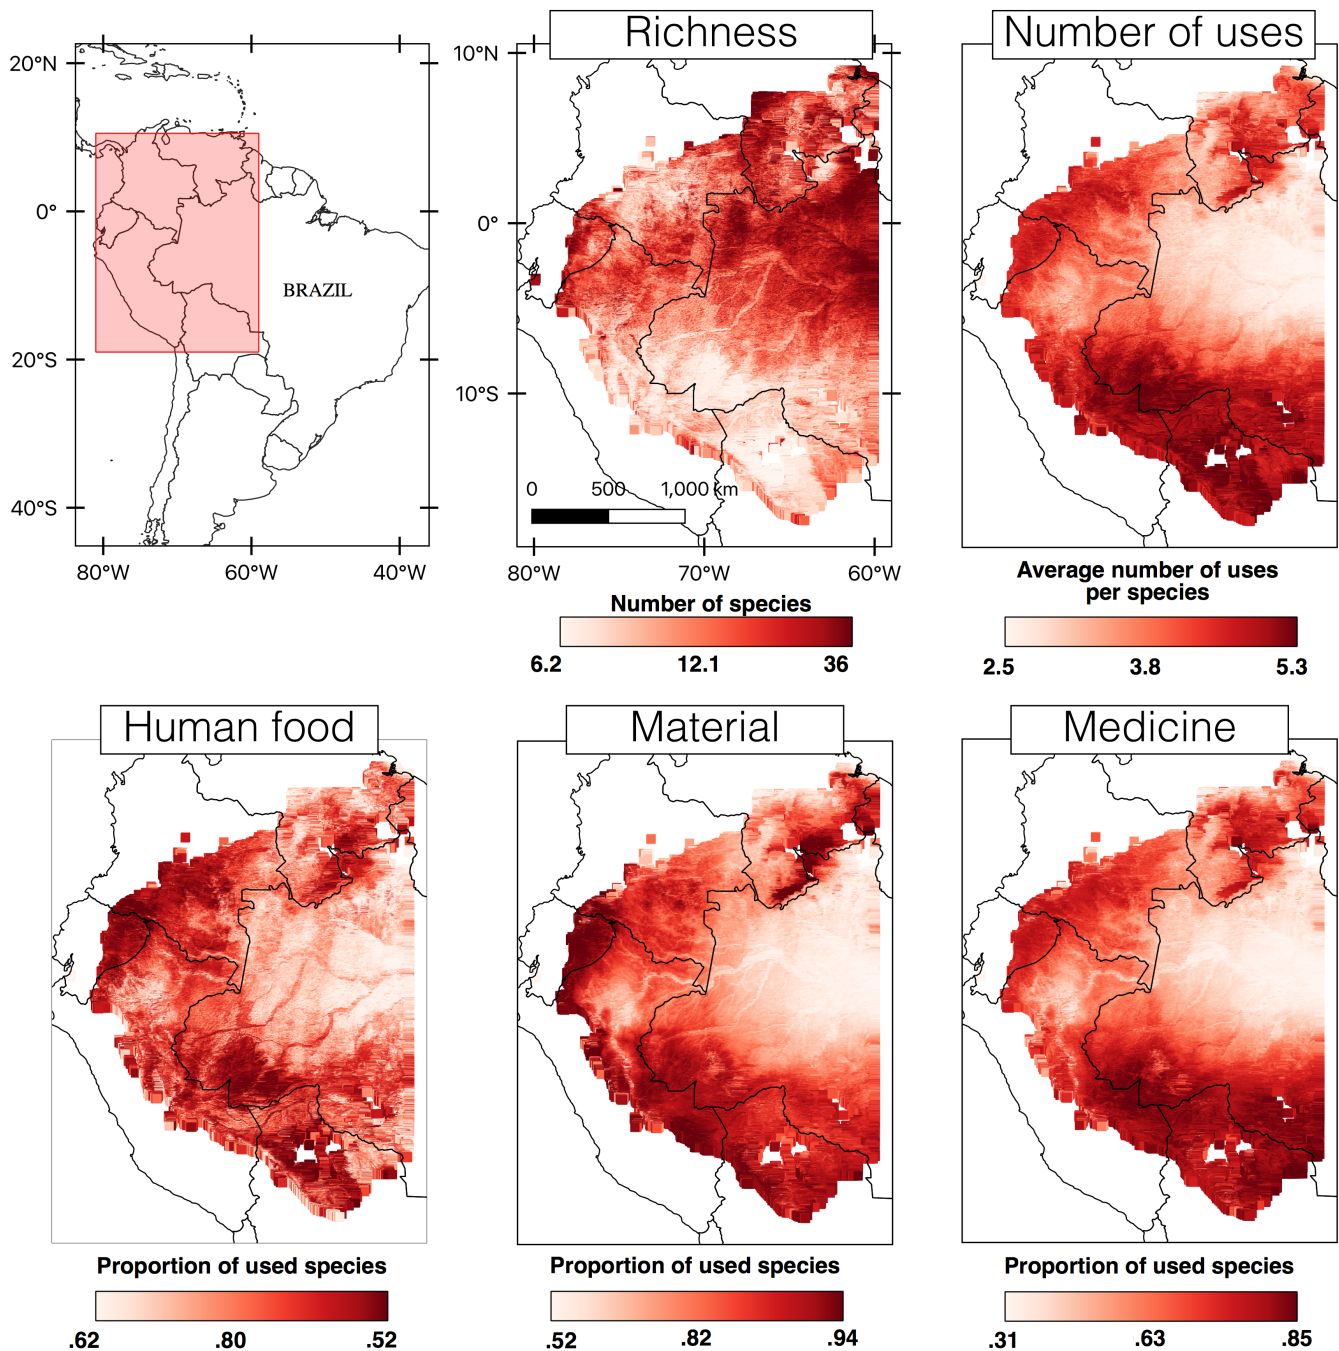 Richness
Number of uses
20°N
0°
20°S
40°S
BRAZIL
80°W
60°W
40°W
10°N
0°
10°S
0
500
1,000 km
80°W
70°W
60°W
Number of species
6.2
12.1
36
Average number of uses
per species
2.5
3.8
5.3
Human food
Material
Medicine
Proportion of used species
.62
.80
.52
Proportion of used species
.52
.82
.94
Proportion of used species
.31
.63
.85